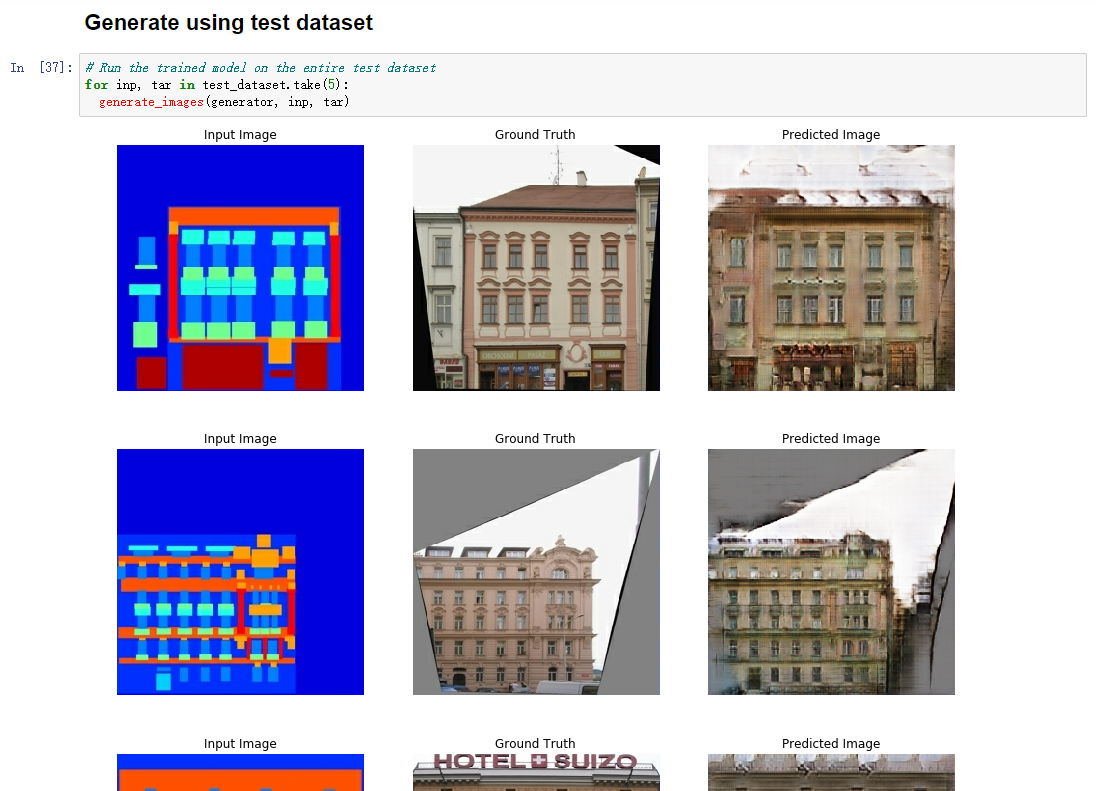 Generate using test dataset
In [37]:
# Run the trained model on the entire test dataset
for inp, tar in test_dataset.take(5):
generate_images(generator, inp, tar)
Input Image
Ground Truth
Predicted Image
Input Image
Ground Truth
Predicted Image
Input Image
Ground Truth
Predicted Image
HOTEL SUIZO